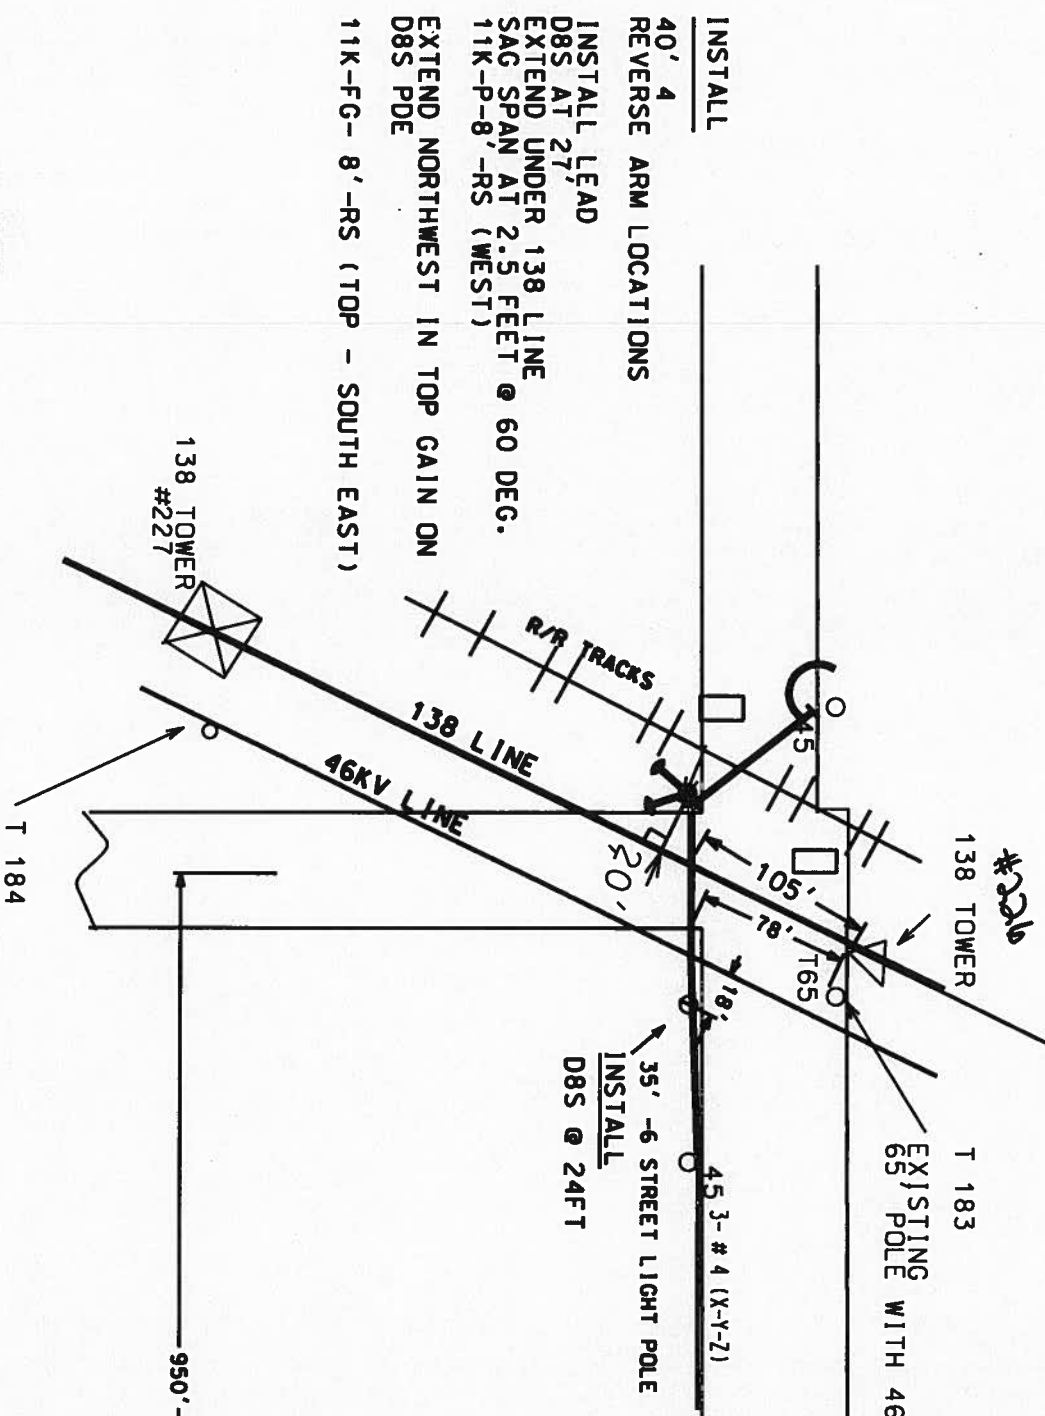 INSTALL
40' 4
REVERSE ARM LOCATIONS
INSTALL LEAD
D8S AT 27'
EXTEND UNDER 138 LINE
SAG SPAN AT 2.5 FEET @ 60 DEG.
11K-P-8'-RS (WEST)
EXTEND NORTHWEST IN TOP GAIN ON
D8S PDE
11K-FG- 8'-RS (TOP - SOUTH EAST)
138 TOWER
#227
R/R TRACKS
138 LINE
46KV LINE
T 184
45
20'
105'
78'
18'
T65
#226
138 TOWER
T 183
EXISTING
65' POLE WITH 46
45 3-#4 (X-Y-Z)
35' -6 STREET LIGHT POLE
INSTALL
D8S @ 24FT
950'-